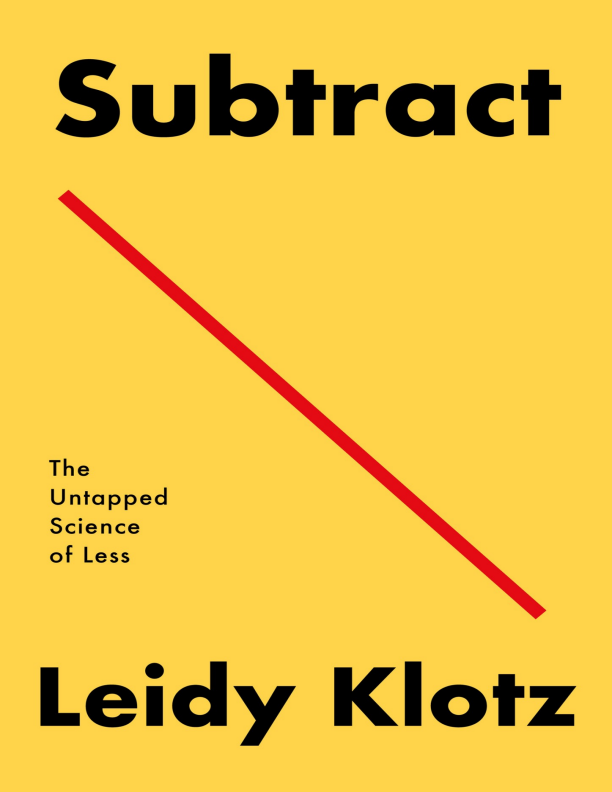 Subtract
The
Untapped
Science
of Less
Leidy Klotz